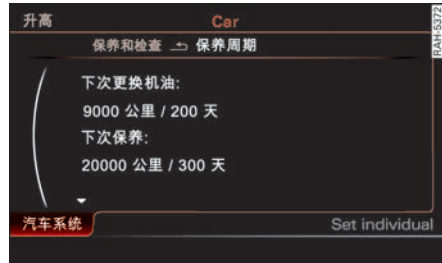 升高 Car
保养和检查 保养周期
下次更换机油:
9000 公里 / 200 天
下次保养:
20000 公里 / 300 天
汽车系统 Set individual
RAH-5372